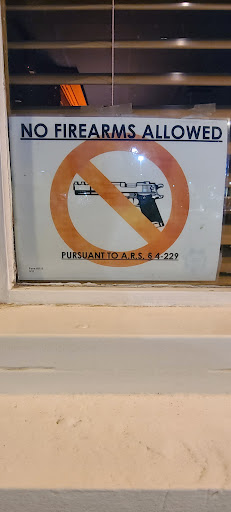 NO FIREARMS ALLOWED
PURSUANT TO A.R.S. § 4-229